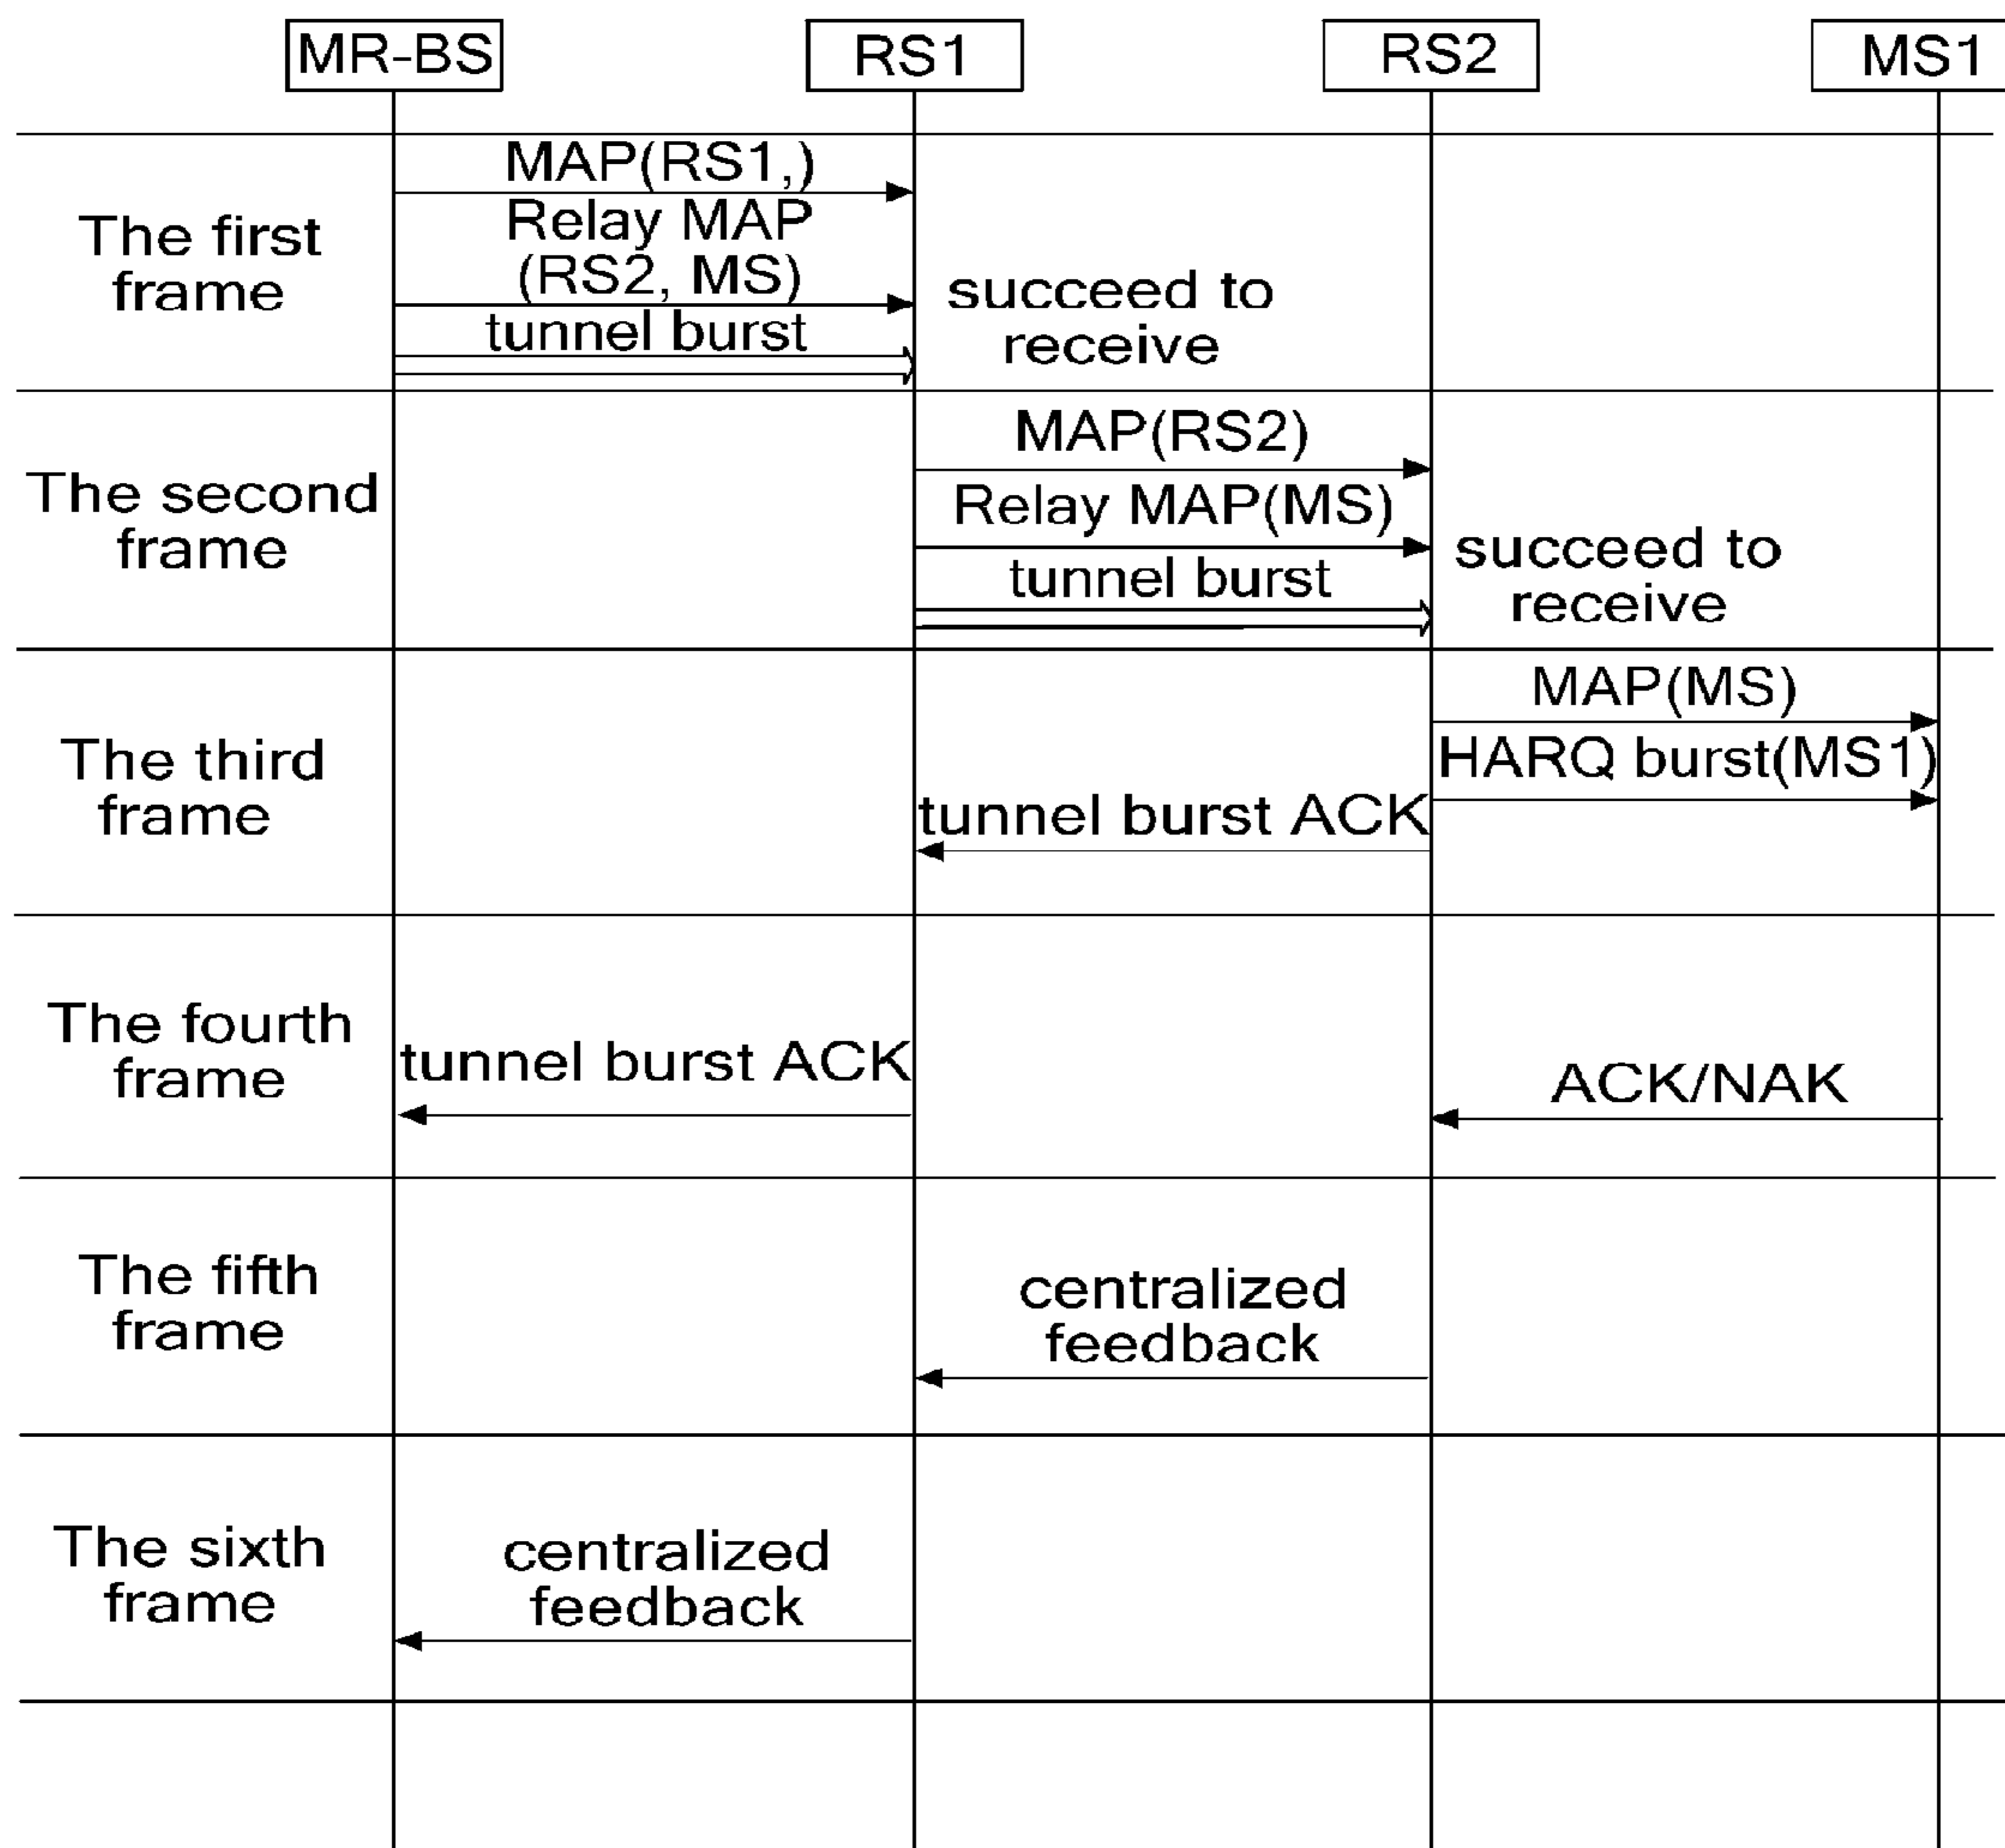 MR-BS
RS1
RS2
MS1
The first
frame
MAP(RS1,)
Relay MAP
(RS2, MS)
tunnel burst
succeed to
receive
The second
frame
MAP(RS2)
Relay MAP(MS)
tunnel burst
succeed to
receive
The third
frame
MAP(MS)
HARQ burst(MS1)
tunnel burst ACK
The fourth
frame
tunnel burst ACK
ACK/NAK
The fifth
frame
centralized
feedback
The sixth
frame
centralized
feedback